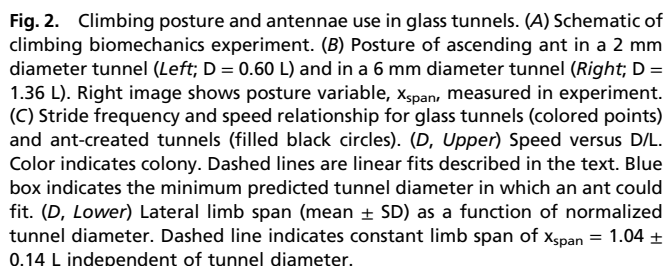 Fig. 2. Climbing posture and antennae use in glass tunnels. (A) Schematic of
climbing biomechanics experiment. (B) Posture of ascending ant in a 2 mm
diameter tunnel (Left; D = 0.60 L) and in a 6 mm diameter tunnel (Right; D =
1.36 L). Right image shows posture variable, xspan, measured in experiment.
(C) Stride frequency and speed relationship for glass tunnels (colored points)
and ant-created tunnels (filled black circles). (D, Upper) Speed versus D/L.
Color indicates colony. Dashed lines are linear fits described in the text. Blue
box indicates the minimum predicted tunnel diameter in which an ant could
fit. (D, Lower) Lateral limb span (mean ± SD) as a function of normalized
tunnel diameter. Dashed line indicates constant limb span of xspan = 1.04 ±
0.14 L independent of tunnel diameter.